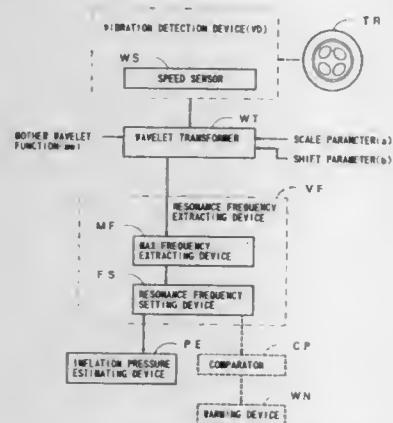 VIBRATION DETECTION DEVICE(VD)
TR
WS
SPEED SENSOR
WT
MOTHER WAVELET
FUNCTION
WAVELET TRANSFORMER
SCALE PARAMETER(a)
SHIFT PARAMETER(b)
VF
RESONANCE FREQUENCY
EXTRACTING DEVICE
MF
MAX FREQUENCY
EXTRACTING DEVICE
FS
RESONANCE FREQUENCY
SETTING DEVICE
PE
CP
INFLATION PRESSURE
ESTIMATING DEVICE
COMPARATOR
WN
WARNING DEVICE